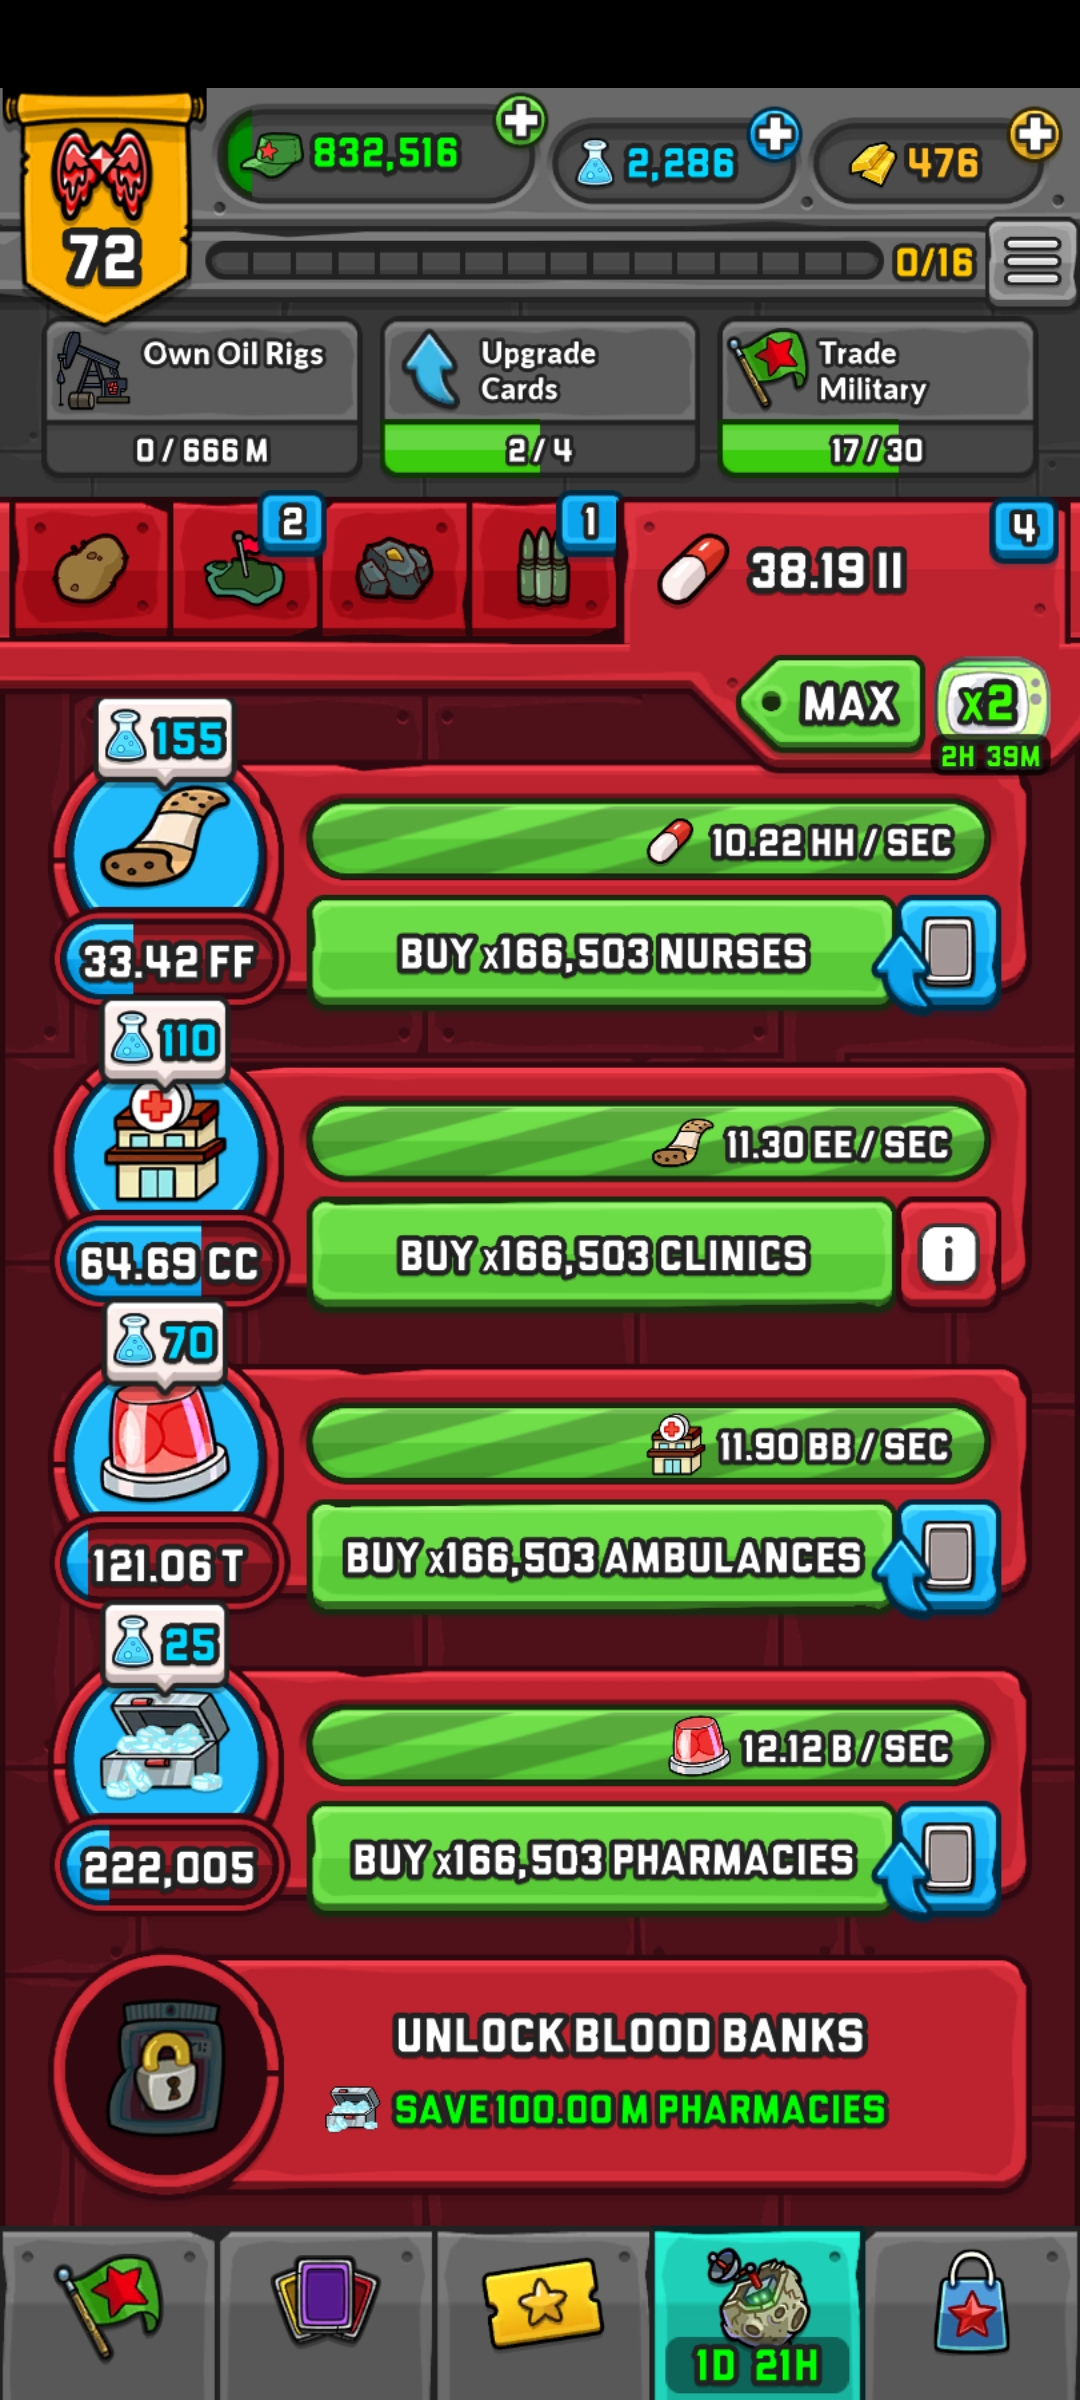 72
832,516
2,286
476
0/16
Own Oil Rigs
0 / 666 M
Upgrade
Cards
2 / 4
Trade
Military
17 / 30
2
1
38.19 II
4
MAX
x2
2H 39M
155
10.22 HH / SEC
33.42 FF
BUY x166,503 NURSES
110
11.30 EE / SEC
64.69 CC
BUY x166,503 CLINICS
i
70
11.90 BB / SEC
121.06 T
BUY x166,503 AMBULANCES
25
12.12 B / SEC
222,005
BUY x166,503 PHARMACIES
UNLOCK BLOOD BANKS
SAVE 100.00 M PHARMACIES
1D 21H